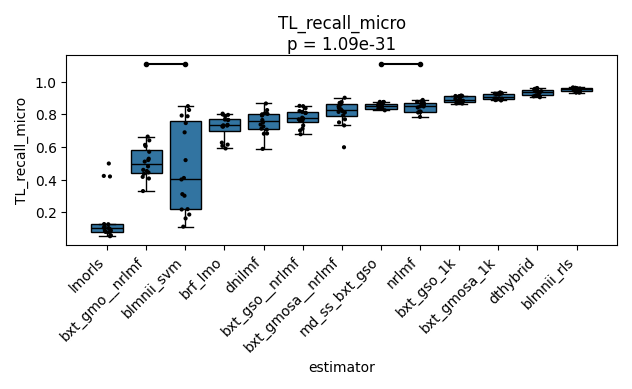 TL_recall_micro
p = 1.09e-31
TL_recall_micro
1.0
0.8
0.6
0.4
0.2
lmorls
bxt_gmo__nrlmf
blmnii_svm
brf_lmo
dnilmf
bxt_gso__nrlmf
bxt_gmosa__nrlmf
md_ss_bxt_gso
nrlmf
bxt_gso_1k
bxt_gmosa_1k
dthybrid
blmnii_rls
estimator